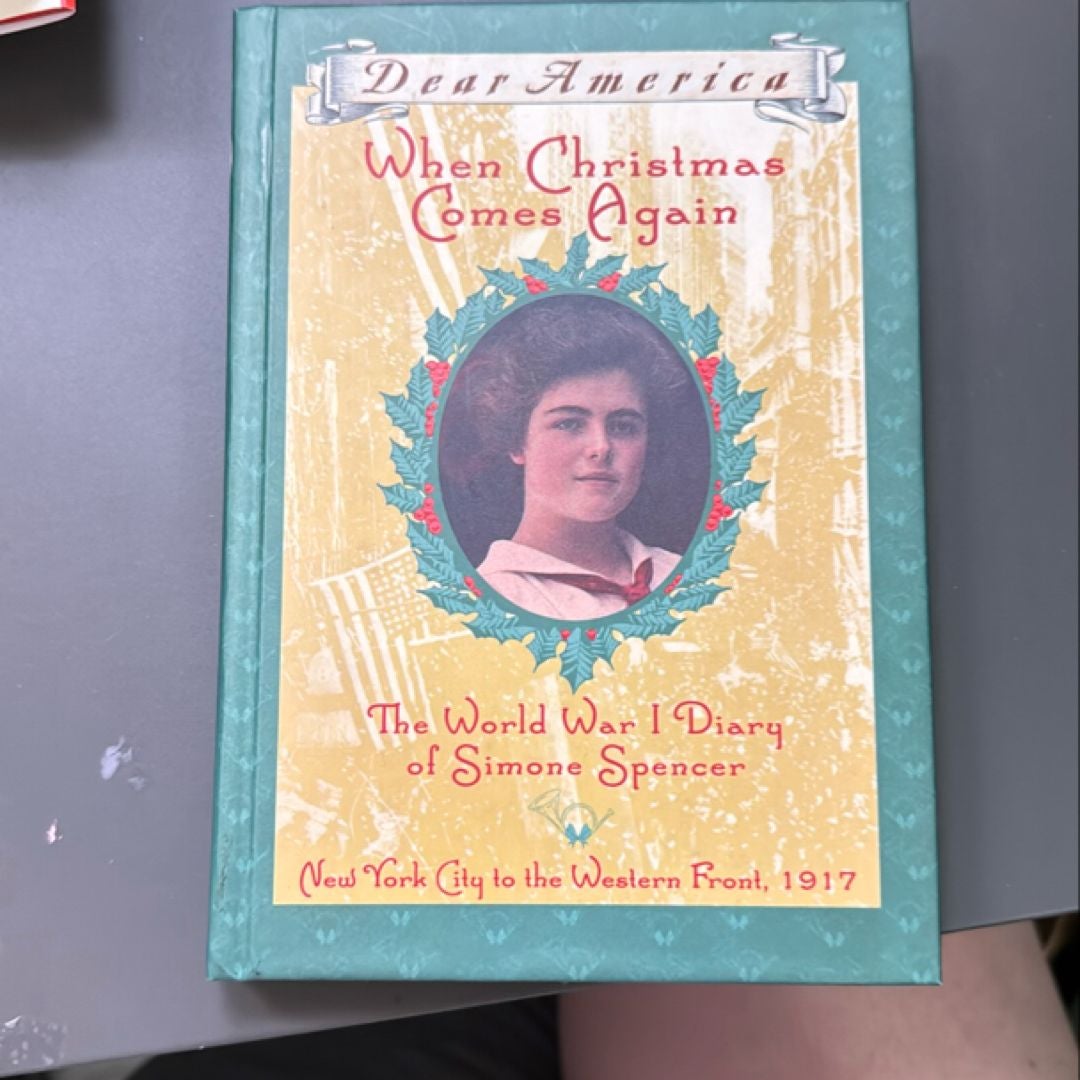 Dear America
When Christmas
Comes Again
The World War I Diary
of Simone Spencer
New York City to the Western Front, 1917